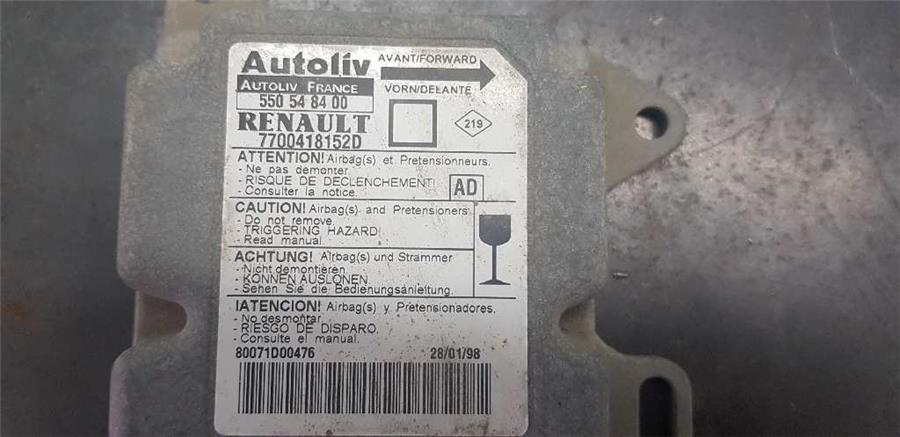 Autoliv
AVANT/FORWARD
AUTOLIV FRANCE
VORN/DELANTE
550 54 8 4 00
RENAULT
219
7700418152D
ATTENTION! Airbag(s) et Pretensionneurs.
- Ne pas demonter.
- RISQUE DE DECLENCHEMENT!
- Consulter la notice.
AD
CAUTION! Airbag(s) and Pretensioners
- Do not remove.
- TRIGGERING HAZARD!
- Read manual.
ACHTUNG! Airbag(s) und Strammer
- Nicht demontieren.
- KONNEN AUSLONEN.
- Sehen Sie die Bedienungsanleitung.
!ATENCION! Airbag(s) y Pretensionadores.
- No desmontar.
- RIESGO DE DISPARO.
- Consulte el manual.
80071D00476
28/01/98